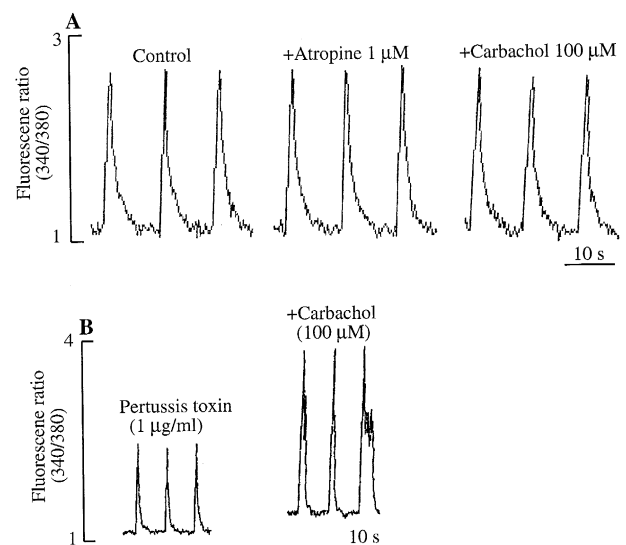 A
3
Control
+Atropine 1 µM
+Carbachol 100 µM
Fluorescene ratio
(340/380)
1
10 s
B
4
+Carbachol
(100 µM)
Pertussis toxin
(1 µg/ml)
Fluorescene ratio
(340/380)
1
10 s